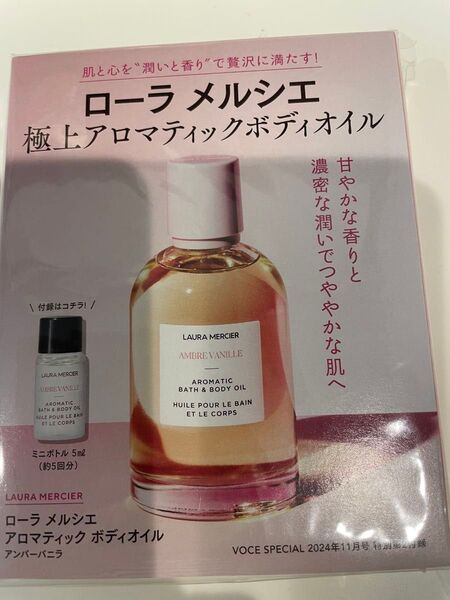 肌と心を“潤いと香り”で贅沢に満たす！
ローラ メルシエ
極上アロマティックボディオイル
甘やかな香りと
濃密な潤いでつややかな肌へ
LAURA MERCIER
AMBRE VANILLE
AROMATIC
BATH & BODY OIL
HUILE POUR LE BAIN
ET LE CORPS
\ 付録はコチラ! /
LAURA MERCIER
AMBRE VANILLE
AROMATIC
BATH & BODY OIL
HUILE POUR LE BAIN
ET LE CORPS
ミニボトル 5㎖
（約5回分）
LAURA MERCIER
ローラ メルシエ
アロマティック ボディオイル
アンバーバニラ
VOCE SPECIAL 2024年11月号 特別第2付録